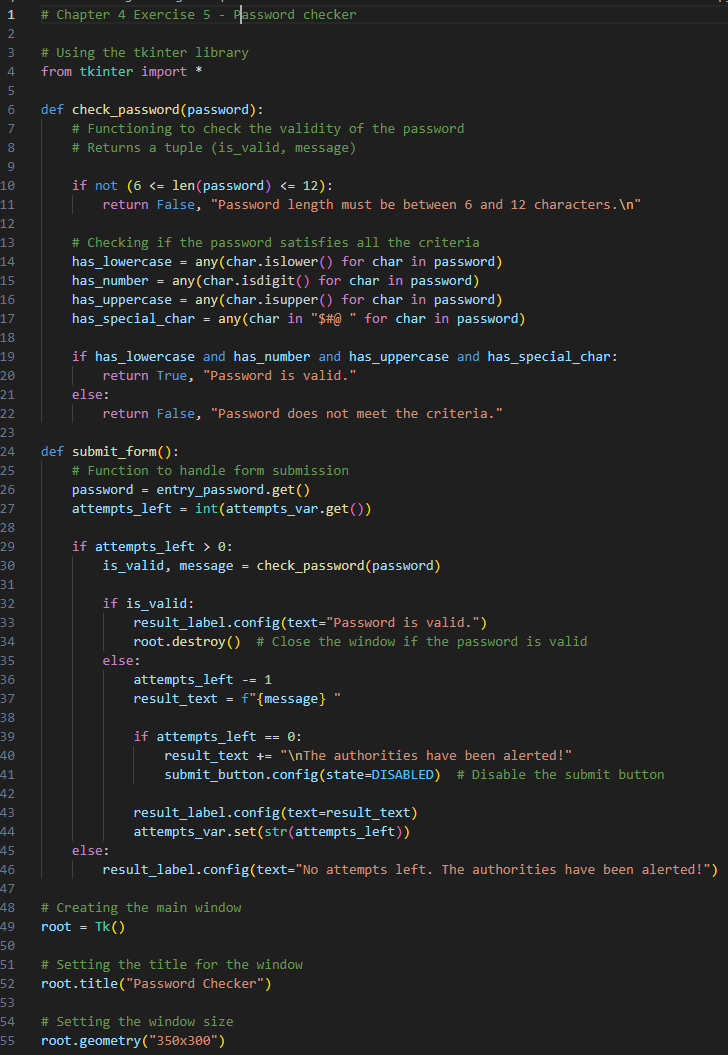 1 # Chapter 4 Exercise 5 - Password checker
2
3 # Using the tkinter library
4 from tkinter import *
5
6 def check_password(password):
7     # Functioning to check the validity of the password
8     # Returns a tuple (is_valid, message)
9
10     if not (6 <= len(password) <= 12):
11         return False, "Password length must be between 6 and 12 characters.\n"
12
13     # Checking if the password satisfies all the criteria
14     has_lowercase = any(char.islower() for char in password)
15     has_number = any(char.isdigit() for char in password)
16     has_uppercase = any(char.isupper() for char in password)
17     has_special_char = any(char in "$#@ " for char in password)
18
19     if has_lowercase and has_number and has_uppercase and has_special_char:
20         return True, "Password is valid."
21     else:
22         return False, "Password does not meet the criteria."
23
24 def submit_form():
25     # Function to handle form submission
26     password = entry_password.get()
27     attempts_left = int(attempts_var.get())
28
29     if attempts_left > 0:
30         is_valid, message = check_password(password)
31
32         if is_valid:
33             result_label.config(text="Password is valid.")
34             root.destroy()  # Close the window if the password is valid
35         else:
36             attempts_left -= 1
37             result_text = f"{message} "
38
39             if attempts_left == 0:
40                 result_text += "\nThe authorities have been alerted!"
41                 submit_button.config(state=DISABLED)  # Disable the submit button
42
43             result_label.config(text=result_text)
44             attempts_var.set(str(attempts_left))
45     else:
46         result_label.config(text="No attempts left. The authorities have been alerted!")
47
48 # Creating the main window
49 root = Tk()
50
51 # Setting the title for the window
52 root.title("Password Checker")
53
54 # Setting the window size
55 root.geometry("350x300")